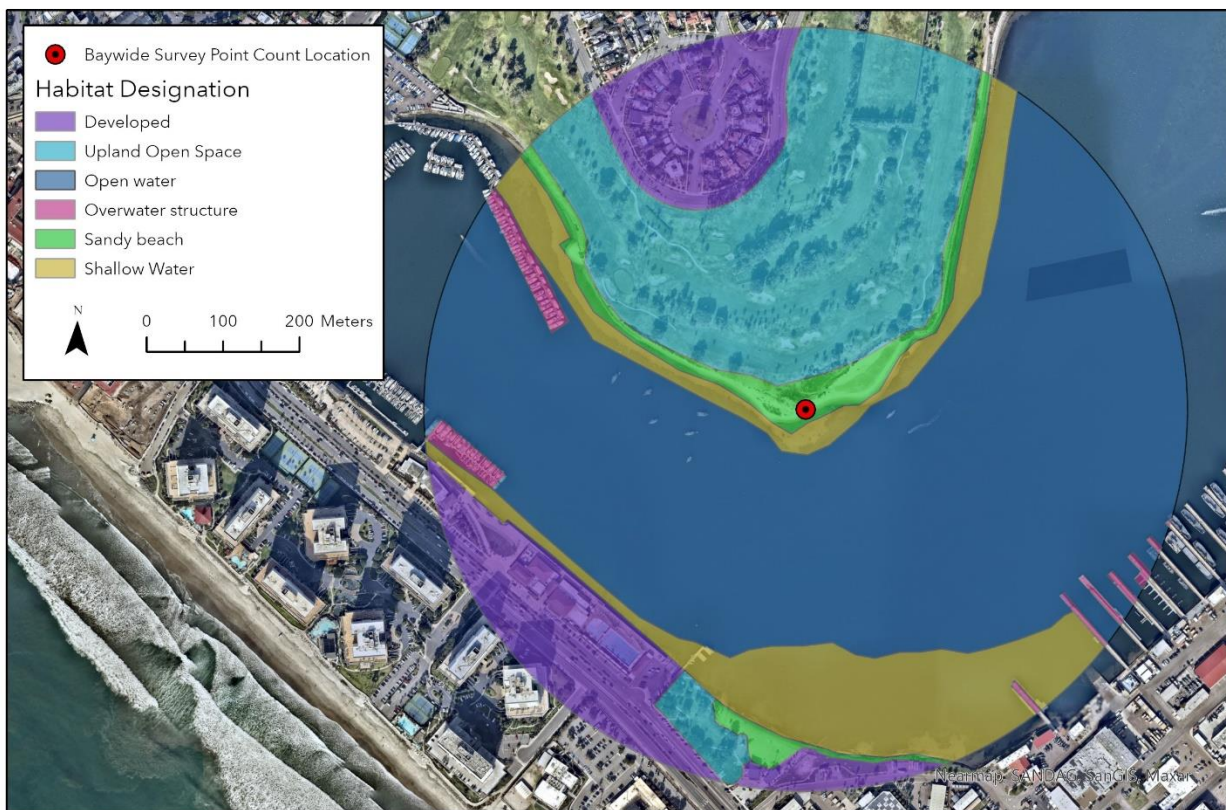 Baywide Survey Point Count Location
Habitat Designation
Developed
Upland Open Space
Open water
Overwater structure
Sandy beach
Shallow Water
N
0 100 200 Meters
Nearmap, SANDAG, SanGIS, Maxar